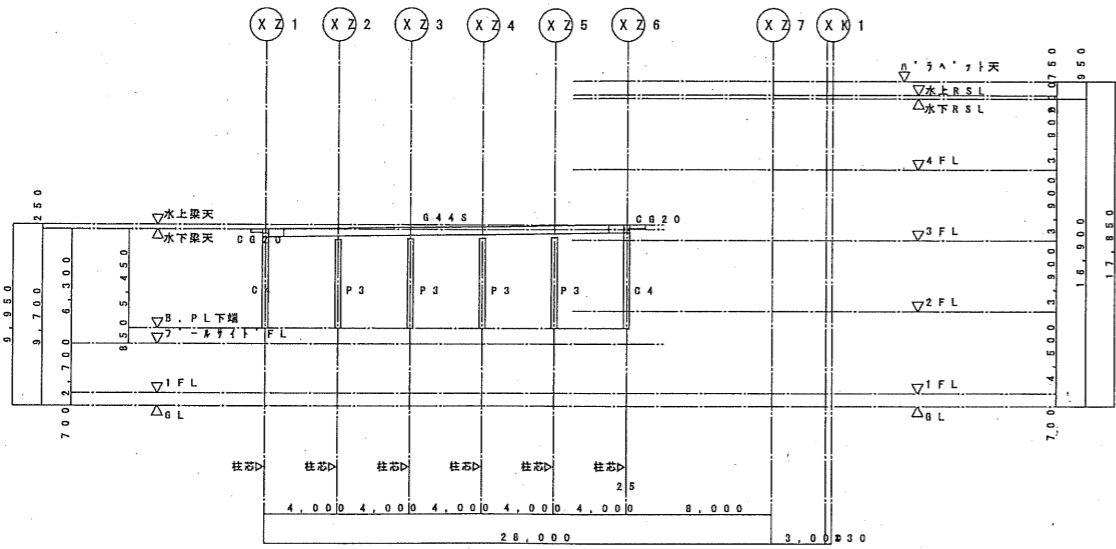 XZ1 XZ2 XZ3 XZ4 XZ5 XZ6 XZ7 XK1
パラペット天
水上RSL
水下RSL
4FL
3FL
2FL
1FL
GL
750
950
3,900
3,900
4,500
700
16,900
17,850
水上梁天
水下梁天
G44S
CG20
CG20
P3 P3 P3 P3 C4
B.PL下端
プールサイドFL
1FL
GL
250
9,950
9,700
6,300
5,450
850
2,700
700
柱芯 柱芯 柱芯 柱芯 柱芯 柱芯
25
4,000 4,000 4,000 4,000 4,000 8,000
28,000